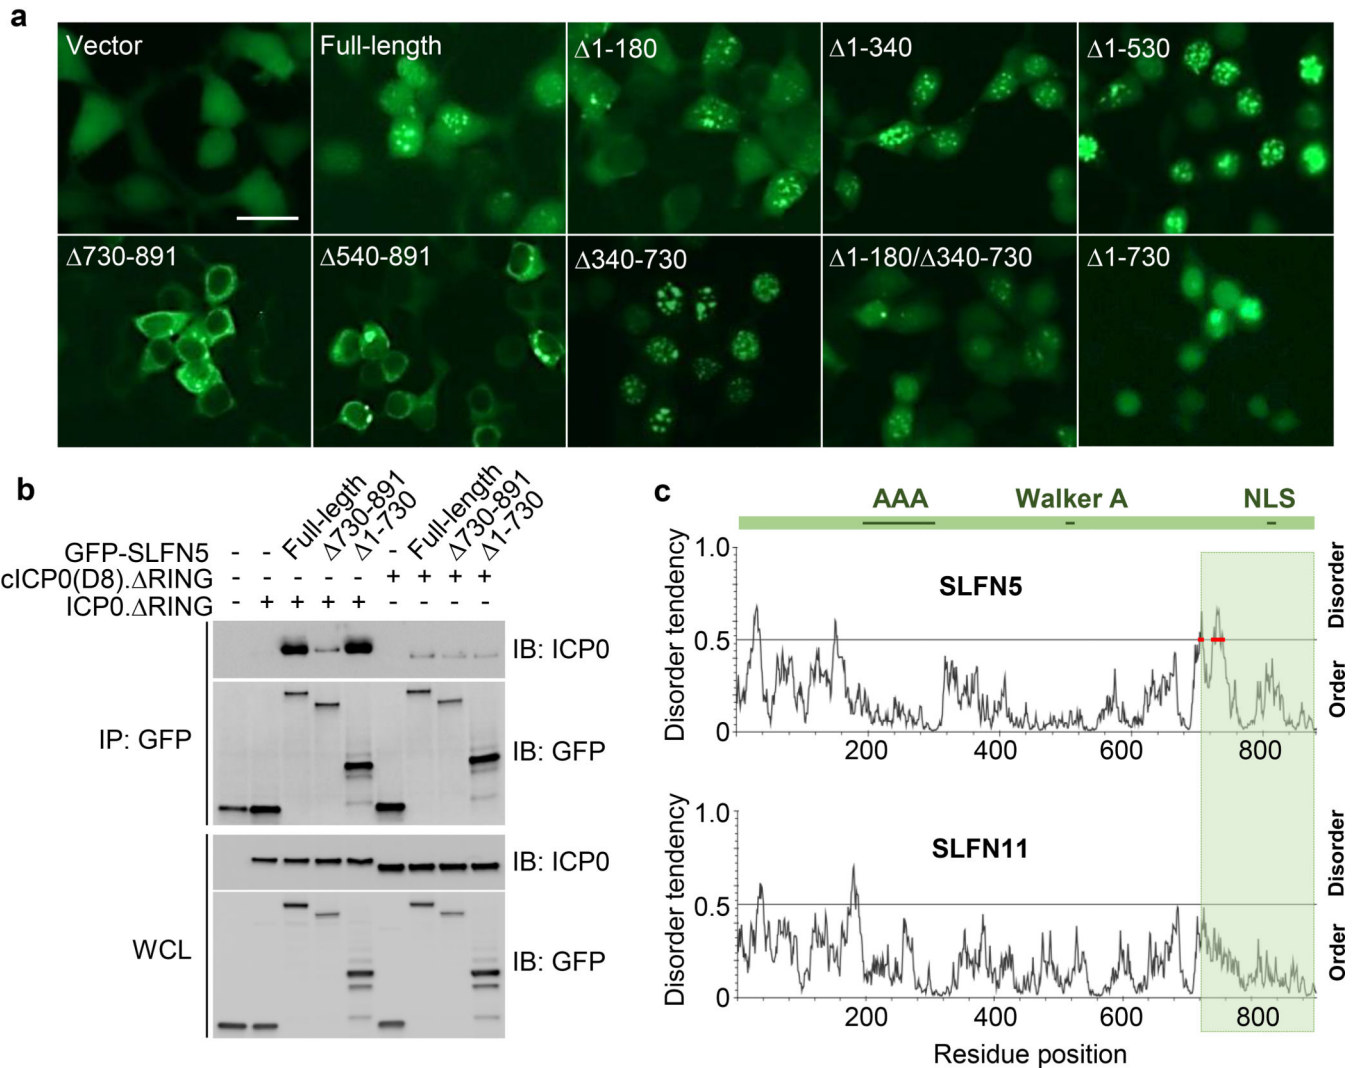 a
Vector
Full-length
Δ1-180
Δ1-340
Δ1-530
Δ730-891
Δ540-891
Δ340-730
Δ1-180/Δ340-730
Δ1-730
b
Full-legth
Δ730-891
Δ1-730
Full-length
Δ730-891
Δ1-730
GFP-SLFN5 - - -
cICP0(D8).ΔRING - - - - - + + + +
ICP0.ΔRING - + + + + - - - -
IB: ICP0
IP: GFP
IB: GFP
IB: ICP0
WCL
IB: GFP
c
AAA Walker A NLS
1.0
SLFN5
0.5
0
Disorder tendency
Disorder
Order
200 400 600 800
1.0
SLFN11
0.5
0
Disorder tendency
Disorder
Order
200 400 600 800
Residue position